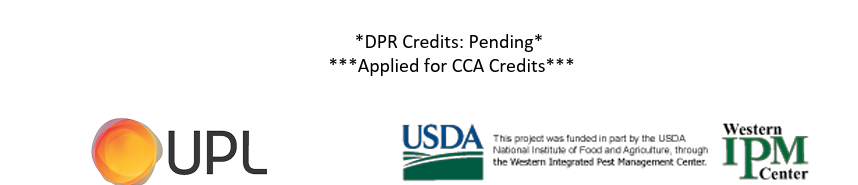 *DPR Credits: Pending*
***Applied for CCA Credits***
UPL
USDA
This project was funded in part by the USDA
National Institute of Food and Agriculture, through
the Western Integrated Pest Management Center.
Western
IPM
Center